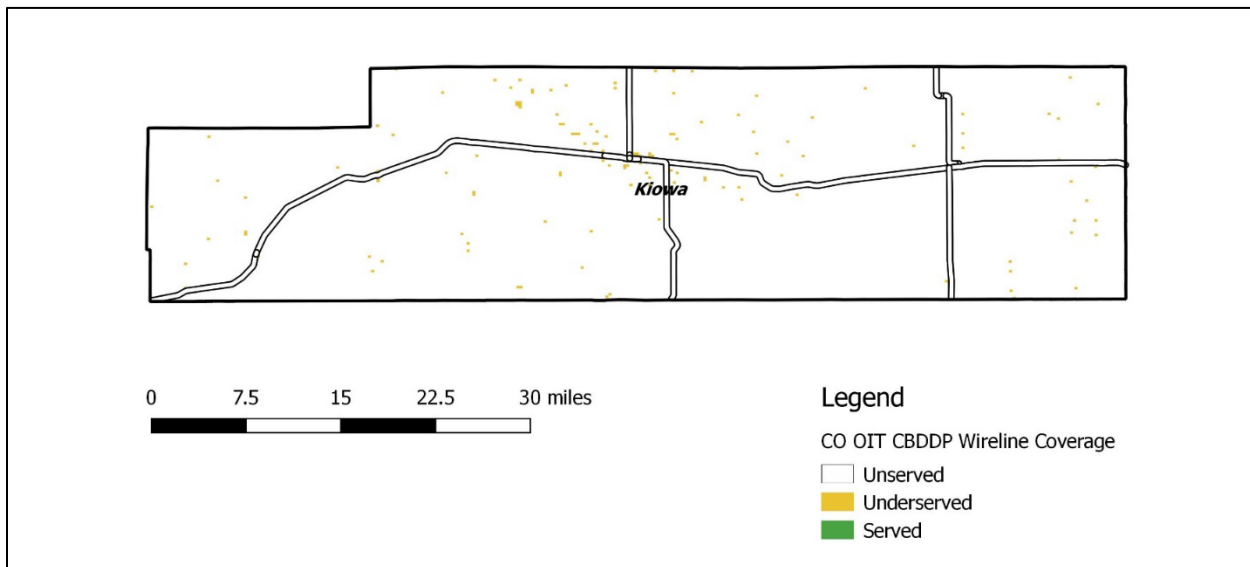 Kiowa
0 7.5 15 22.5 30 miles
Legend
CO OIT CBDDP Wireline Coverage
Unserved
Underserved
Served